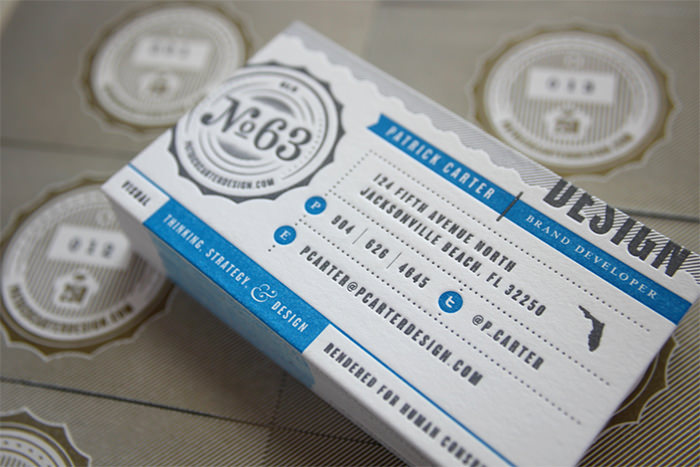 OLD
No63
PATRICKCARTERDESIGN.COM
PATRICK CARTER
BRAND DEVELOPER
DESIGN
124 FIFTH AVENUE NORTH
JACKSONVILLE BEACH, FL 32250
P 904 | 626 | 4645
t @P.CARTER
E PCARTER@PCARTERDESIGN.COM
VISUAL
THINKING, STRATEGY, & DESIGN
RENDERED FOR HUMAN